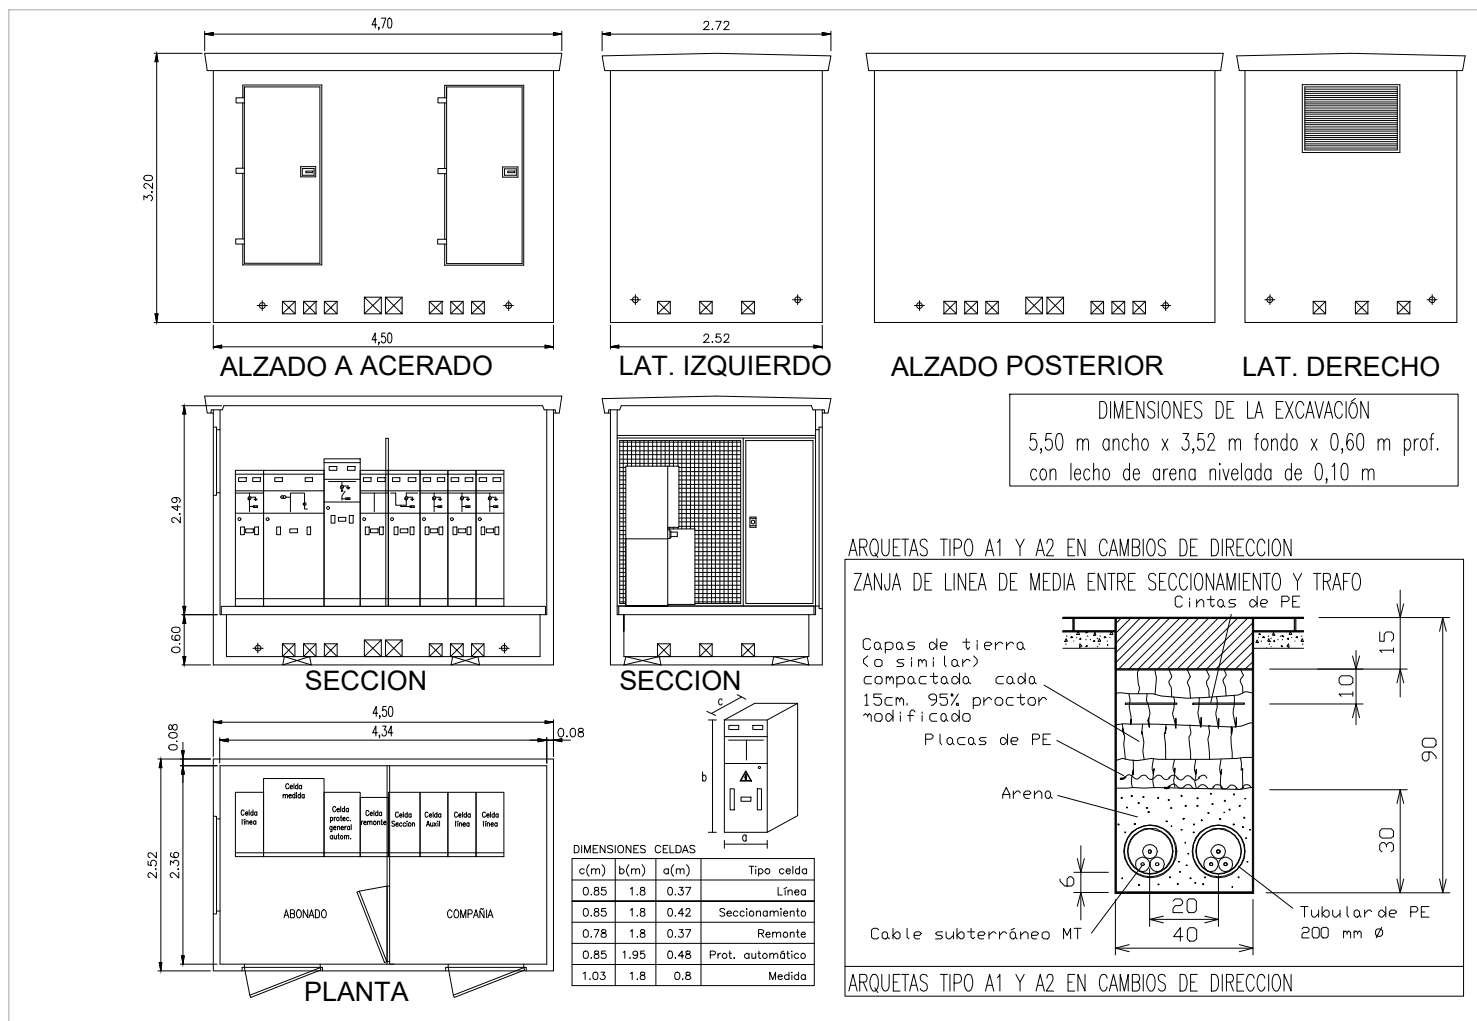 4,70
2.72
3.20
4,50
2.52
ALZADO A ACERADO
LAT. IZQUIERDO
ALZADO POSTERIOR
LAT. DERECHO
DIMENSIONES DE LA EXCAVACIÓN
5,50 m ancho x 3,52 m fondo x 0,60 m prof.
con lecho de arena nivelada de 0,10 m
2.49
0.60
SECCION
SECCION
ARQUETAS TIPO A1 Y A2 EN CAMBIOS DE DIRECCION
ZANJA DE LINEA DE MEDIA ENTRE SECCIONAMIENTO Y TRAFO
Cintas de PE
Capas de tierra
(o similar)
compactada cada
15cm. 95% proctor
modificado
Placas de PE
Arena
Cable subterráneo MT
Tubular de PE
200 mm ø
15
10
90
30
6
20
40
ARQUETAS TIPO A1 Y A2 EN CAMBIOS DE DIRECCION
4,50
4,34
0.08
0.08
2.52
2.36
Celda
línea
Celda
medida
Celda
protec.
general
autom.
Celda
remonte
Celda
Seccion
Celda
Auxil
Celda
línea
Celda
línea
ABONADO
COMPAÑIA
PLANTA
c
b
a
DIMENSIONES CELDAS
c(m) b(m) a(m) Tipo celda
0.85 1.8 0.37 Línea
0.85 1.8 0.42 Seccionamiento
0.78 1.8 0.37 Remonte
0.85 1.95 0.48 Prot. automático
1.03 1.8 0.8 Medida